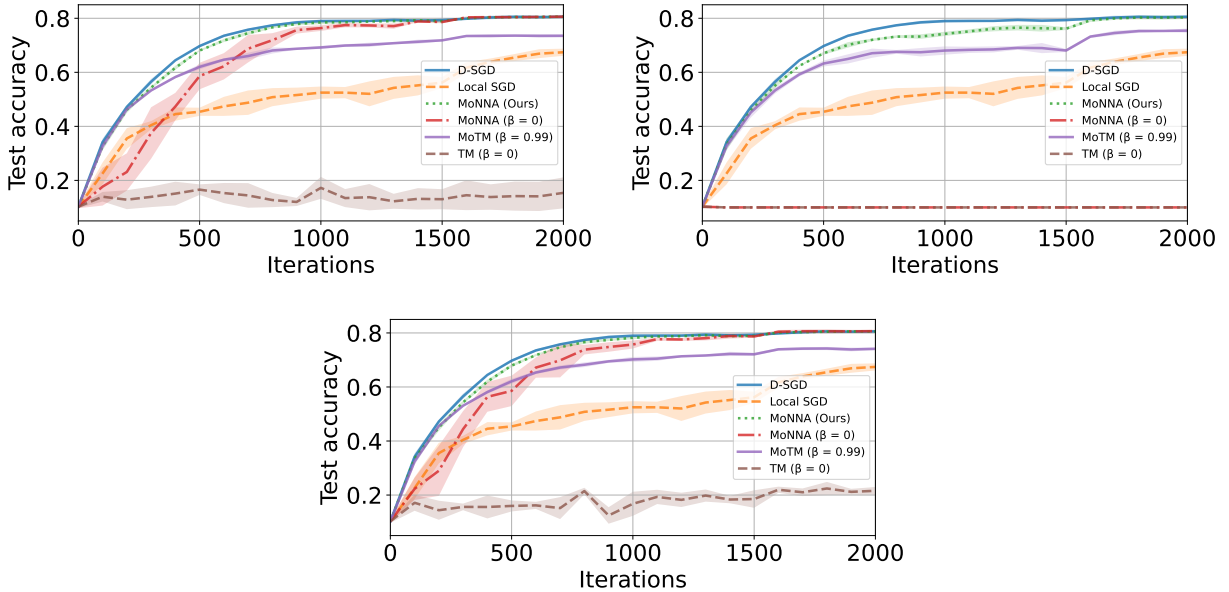 Test accuracy
0.8
0.6
0.4
0.2
D-SGD
Local SGD
MoNNA (Ours)
MoNNA (β = 0)
MoTM (β = 0.99)
TM (β = 0)
0
500
1000
1500
2000
Iterations
Test accuracy
0.8
0.6
0.4
0.2
D-SGD
Local SGD
MoNNA (Ours)
MoNNA (β = 0)
MoTM (β = 0.99)
TM (β = 0)
0
500
1000
1500
2000
Iterations
Test accuracy
0.8
0.6
0.4
0.2
D-SGD
Local SGD
MoNNA (Ours)
MoNNA (β = 0)
MoTM (β = 0.99)
TM (β = 0)
0
500
1000
1500
2000
Iterations